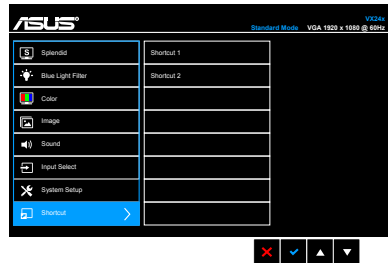 ASUS
VX24x
Standard Mode VGA 1920 x 1080 @ 60Hz
S Splendid
Shortcut 1
Blue Light Filter
Shortcut 2
Color
Image
Sound
Input Select
System Setup
Shortcut